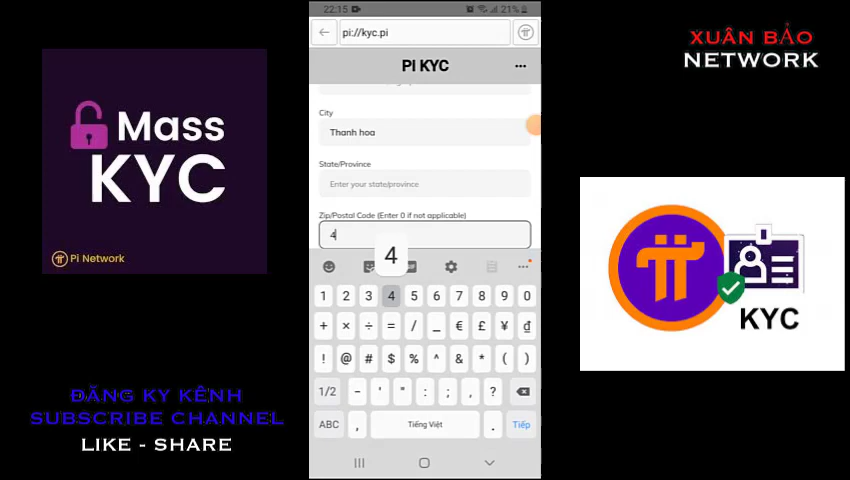 Mass
KYC
Pi Network
ĐĂNG KY KÊNH
SUBSCRIBE CHANNEL
LIKE - SHARE
22:15
21%
pi://kyc.pi
PI KYC
City
Thanh hoa
State/Province
Enter your state/province
Zip/Postal Code (Enter 0 if not applicable)
4
4
1 2 3 4 5 6 7 8 9 0
+ × ÷ = / _ € £ ¥ ₫
! @ # $ % ^ & * ( )
1/2 - ' " : ; , ?
ABC , Tiếng Việt . Tiếp
XUÂN BẢO
NETWORK
KYC